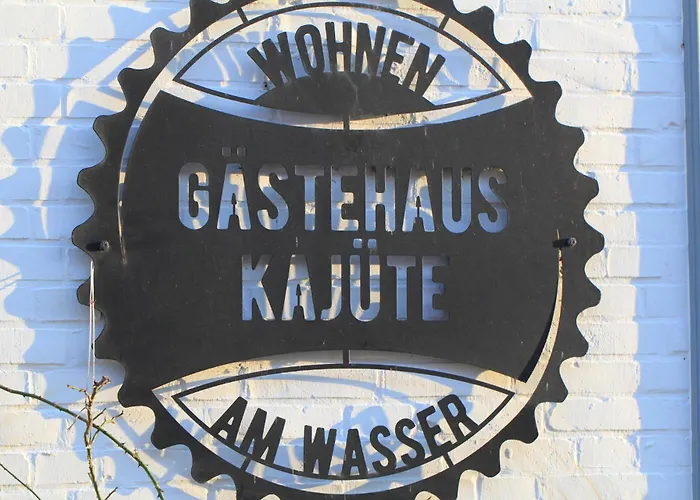 WOHNEN
GÄSTEHAUS
KAJÜTE
AM WASSER